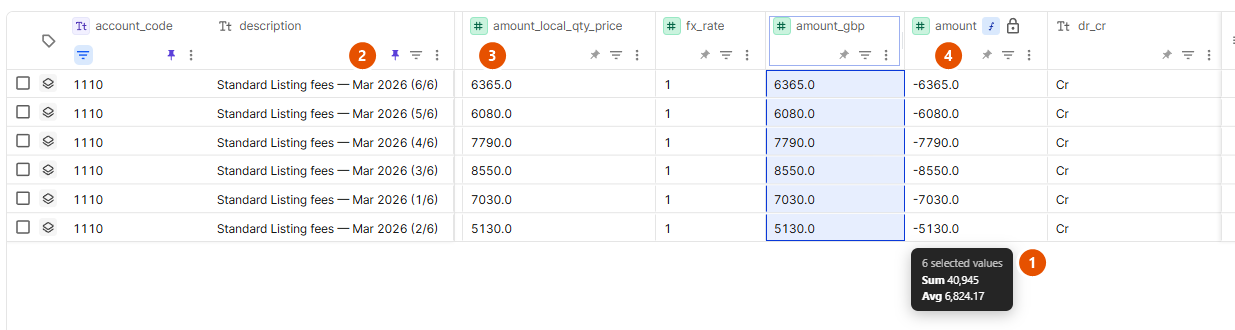 Tt account_code Tt description # amount_local_qty_price # fx_rate # amount_gbp # amount ƒ Tt dr_cr
2 3 4
1110 Standard Listing fees — Mar 2026 (6/6) 6365.0 1 6365.0 -6365.0 Cr
1110 Standard Listing fees — Mar 2026 (5/6) 6080.0 1 6080.0 -6080.0 Cr
1110 Standard Listing fees — Mar 2026 (4/6) 7790.0 1 7790.0 -7790.0 Cr
1110 Standard Listing fees — Mar 2026 (3/6) 8550.0 1 8550.0 -8550.0 Cr
1110 Standard Listing fees — Mar 2026 (1/6) 7030.0 1 7030.0 -7030.0 Cr
1110 Standard Listing fees — Mar 2026 (2/6) 5130.0 1 5130.0 -5130.0 Cr
6 selected values 1
Sum 40,945
Avg 6,824.17